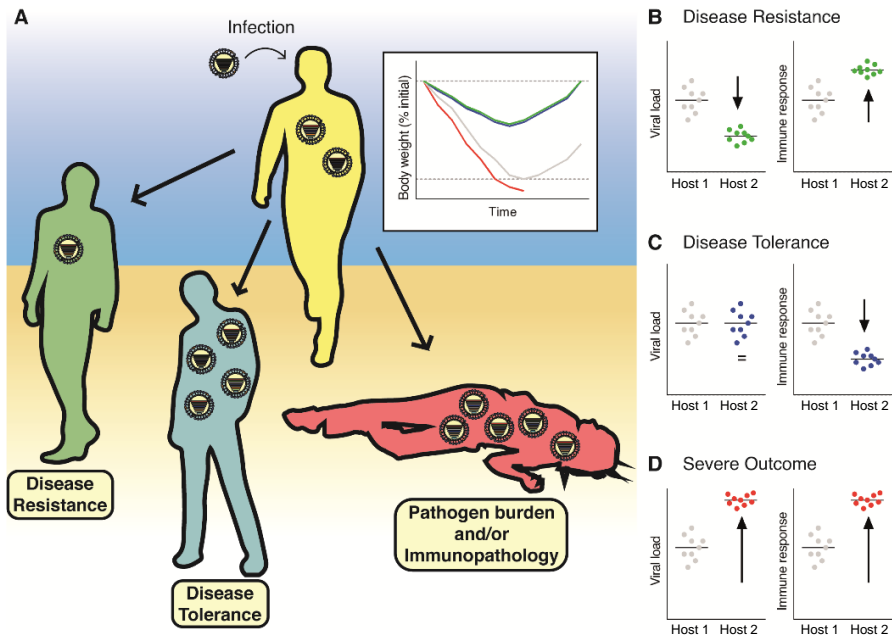 A
Infection
Body weight (% initial)
Time
Disease
Resistance
Disease
Tolerance
Pathogen burden
and/or
Immunopathology
B Disease Resistance
Viral load
Host 1 Host 2
Immune response
Host 1 Host 2
C Disease Tolerance
Viral load
=
Host 1 Host 2
Immune response
Host 1 Host 2
D Severe Outcome
Viral load
Host 1 Host 2
Immune response
Host 1 Host 2